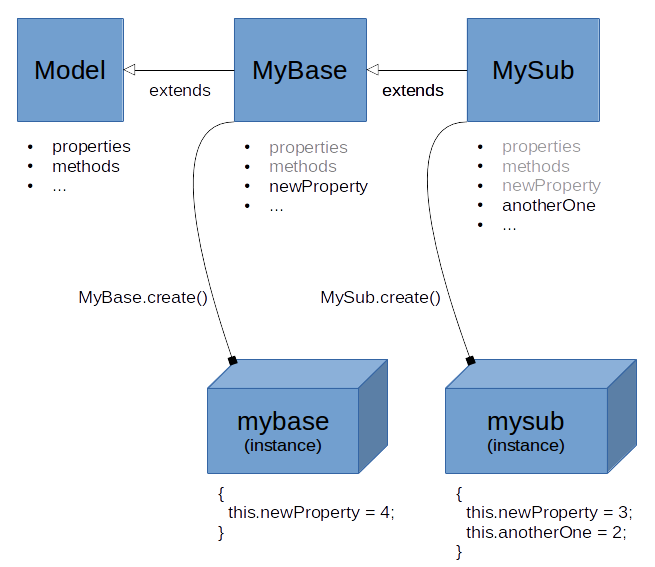 Model
MyBase
MySub
extends
extends
• properties
• methods
• ...
• properties
• methods
• newProperty
• ...
• properties
• methods
• newProperty
• anotherOne
• ...
MyBase.create()
MySub.create()
mybase
(instance)
mysub
(instance)
{
this.newProperty = 4;
}
{
this.newProperty = 3;
this.anotherOne = 2;
}